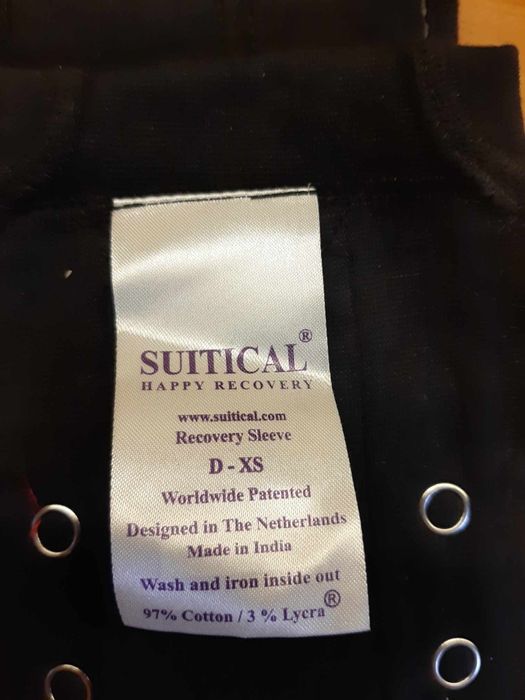 SUITICAL®
HAPPY RECOVERY
www.suitical.com
Recovery Sleeve
D - XS
Worldwide Patented
Designed in The Netherlands
Made in India
Wash and iron inside out
97% Cotton / 3 % Lycra®